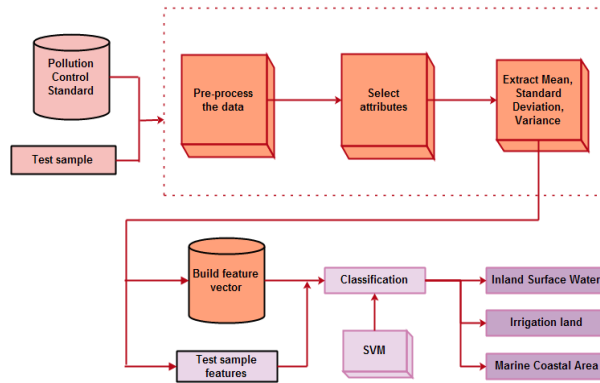 Pollution
Control
Standard
Test sample
Pre-process
the data
Select
attributes
Extract Mean,
Standard
Deviation,
Variance
Build feature
vector
Test sample
features
Classification
SVM
Inland Surface Water
Irrigation land
Marine Coastal Area